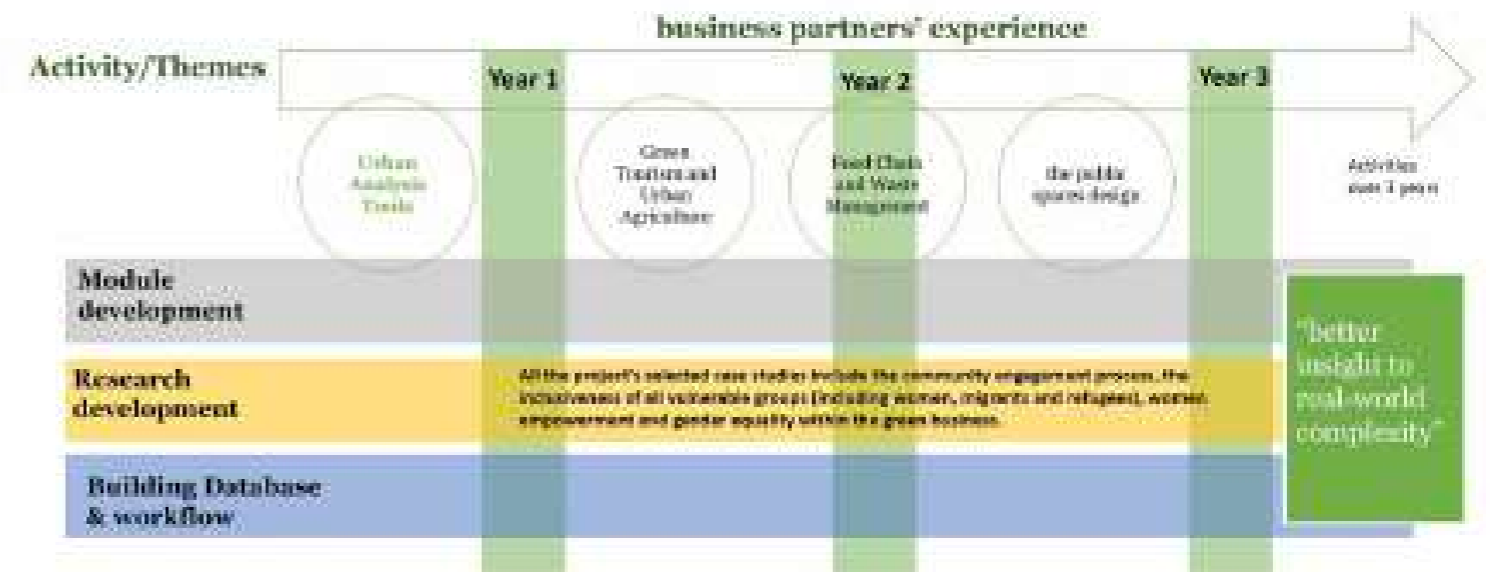 business partners' experience
Activity/Themes
Year 1
Year 2
Year 3
Urban
Analysis
Tools
Green
Tourism and
Urban
Agriculture
Food Chain
and Waste
Management
the public
spaces design
Activities
over 3 years
Module
development
Research
development
All the project's selected case studies include the community engagement process, the
inclusiveness of all vulnerable groups (including women, migrants and refugees), women
empowerment and gender equality within the green business.
Building Database
& workflow
"better
insight to
real-world
complexity"